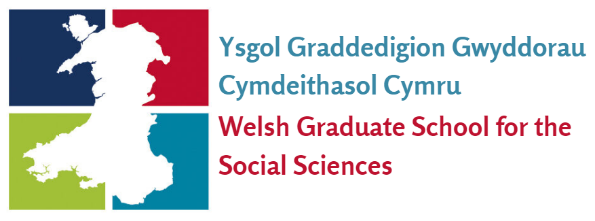 Ysgol Graddedigion Gwyddorau
Cymdeithasol Cymru
Welsh Graduate School for the
Social Sciences